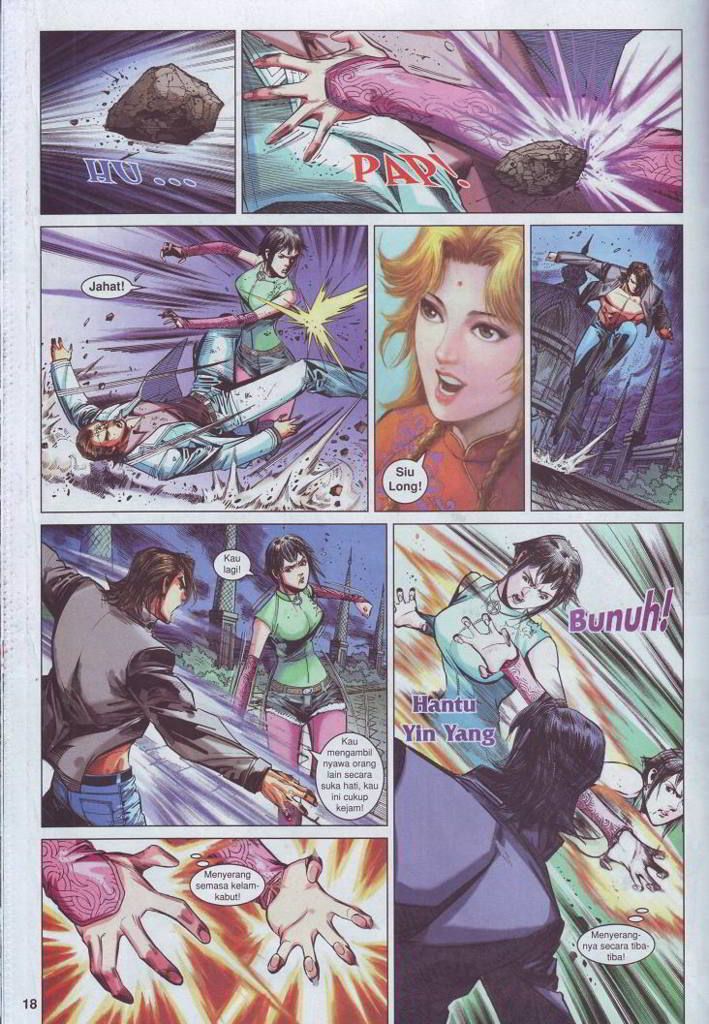 HU ...
PAP!
Jahat!
Siu
Long!
Kau
lagi!
Kau
mengambil
nyawa orang
lain secara
suka hati, kau
ini cukup
kejam!
Bunuh!
Hantu
Yin Yang
Menyerang-
nya secara tiba-
tiba!
Menyerang
semasa kelam-
kabut!
18